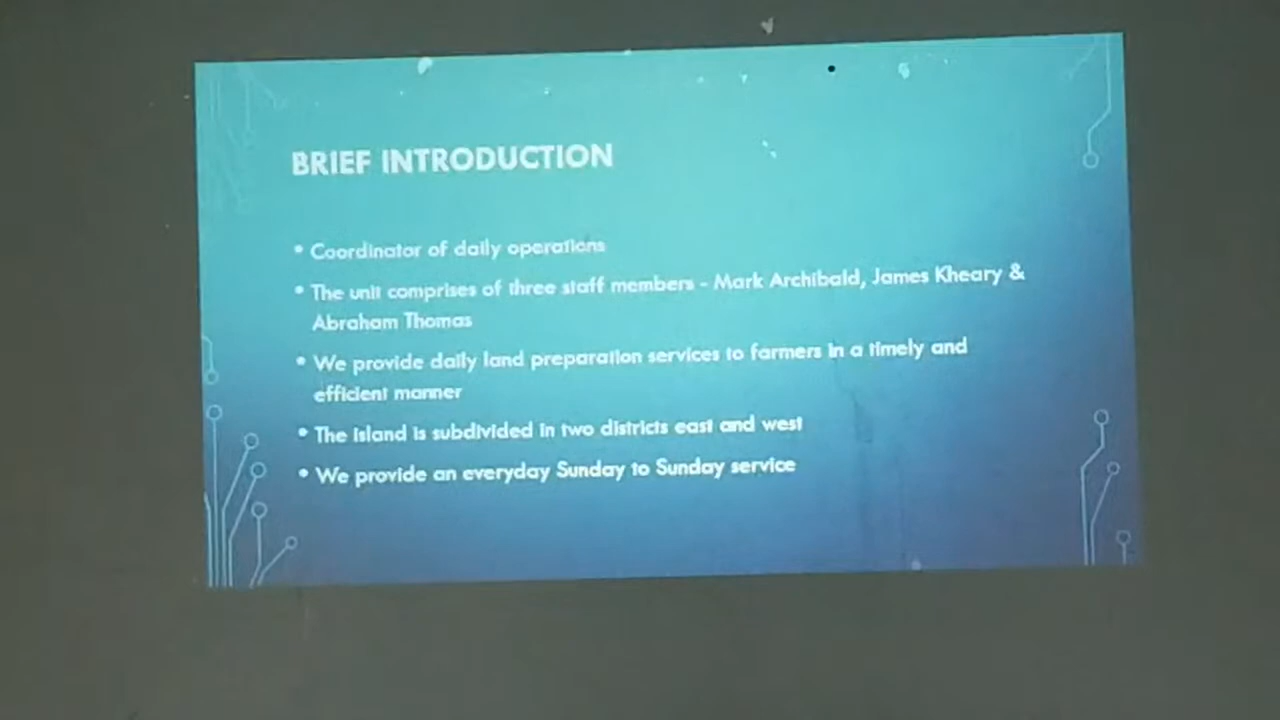 BRIEF INTRODUCTION
• Coordinator of daily operations
• The unit comprises of three staff members - Mark Archibald, James Kheary &
Abraham Thomas
• We provide daily land preparation services to farmers in a timely and
efficient manner
• The island is subdivided in two districts east and west
• We provide an everyday Sunday to Sunday service